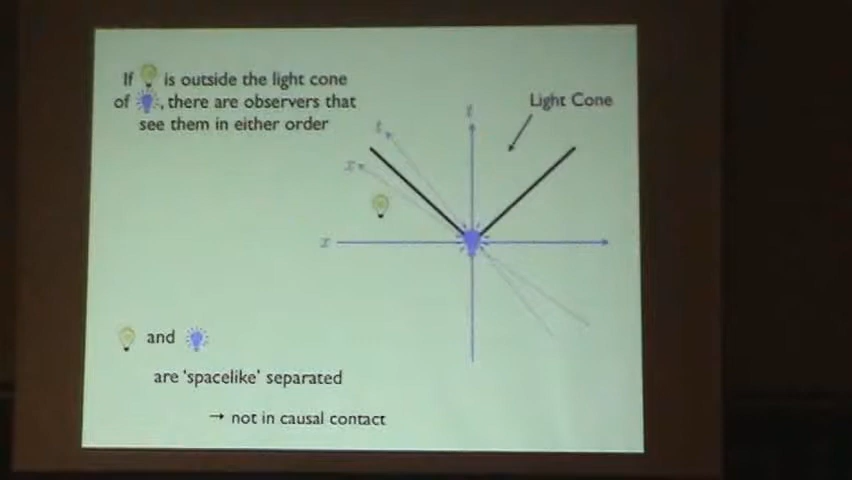 If is outside the light cone
of , there are observers that
see them in either order
Light Cone
t
t
x
x
and
are 'spacelike' separated
→ not in causal contact